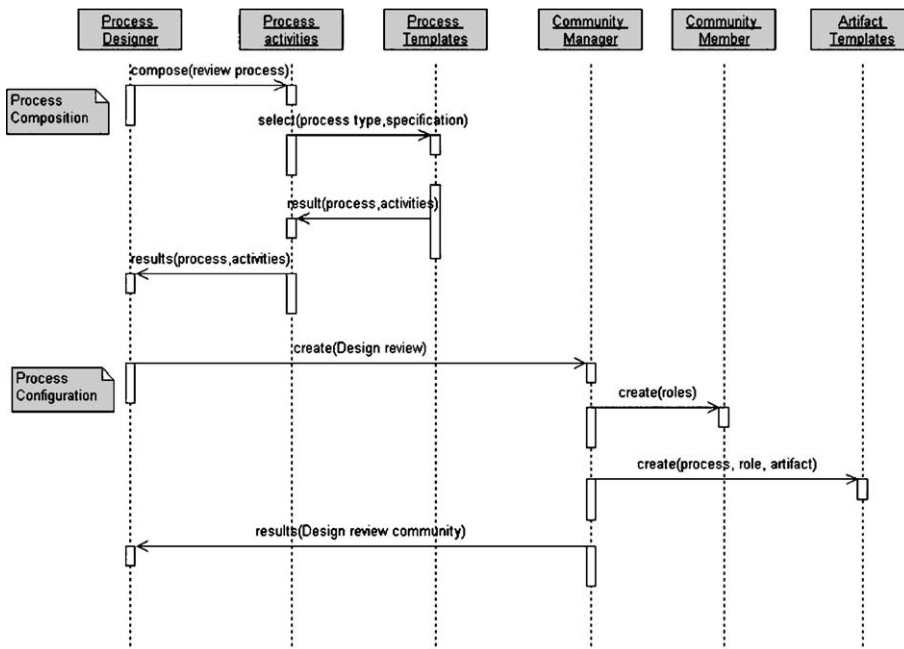 Process
Designer
Process
activities
Process
Templates
Community
Manager
Community
Member
Artifact
Templates
compose(review process)
Process
Composition
select(process type,specification)
result(process,activities)
results(process,activities)
create(Design review)
Process
Configuration
create(roles)
create(process, role, artifact)
results(Design review community)